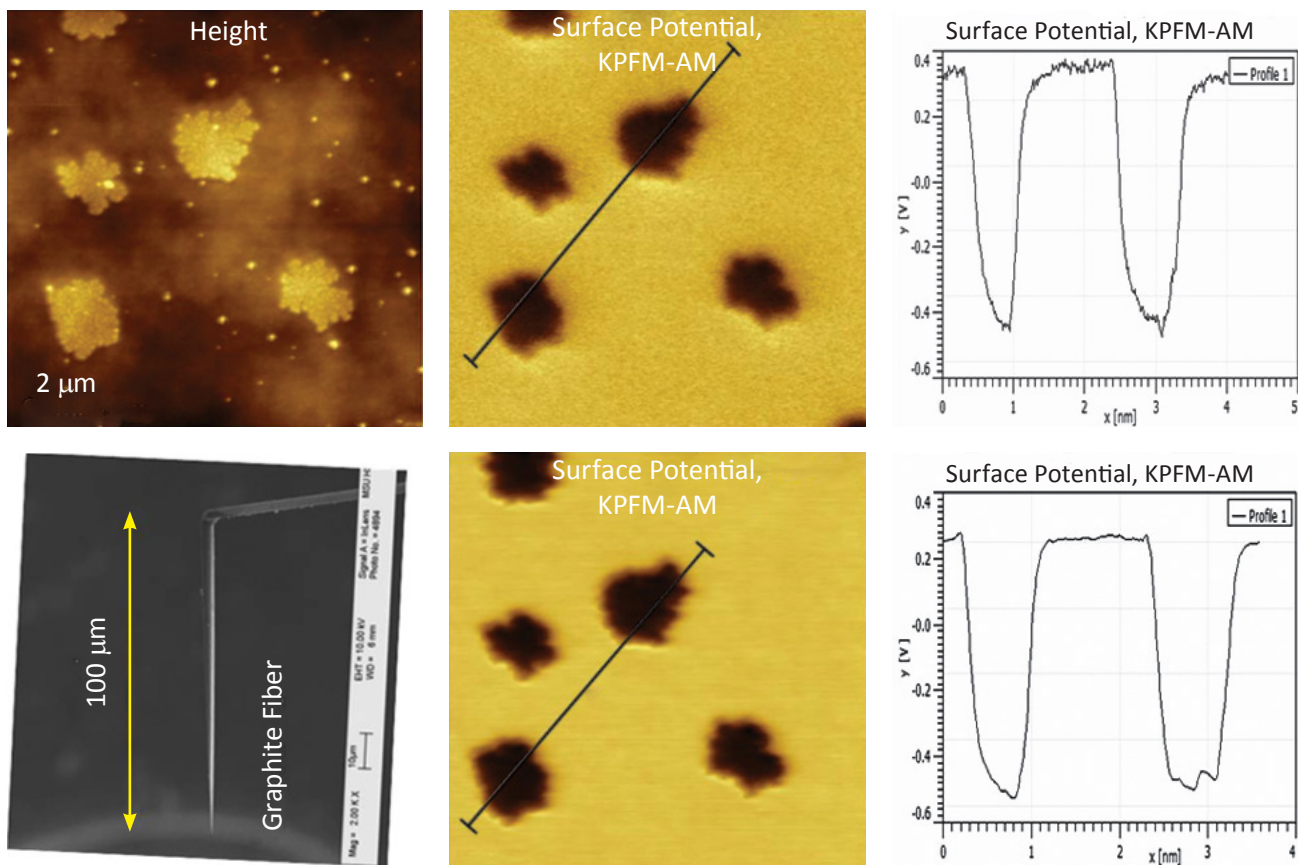 Height
2 μm
Surface Potential,
KPFM-AM
Surface Potential, KPFM-AM
Profile 1
0.4
0.2
-0.0
-0.2
-0.4
-0.6
y [V]
0 1 2 3 4 5
x [nm]
100 μm
Graphite Fiber
Mag = 2.00 K X
10μm
EHT = 10.00 kV
WD = 6 mm
Signal A = InLens
Photo No. = 4894
MSU H
Surface Potential,
KPFM-AM
Surface Potential, KPFM-AM
Profile 1
0.4
0.2
-0.0
-0.2
-0.4
-0.6
y [V]
0 1 2 3 4
x [nm]